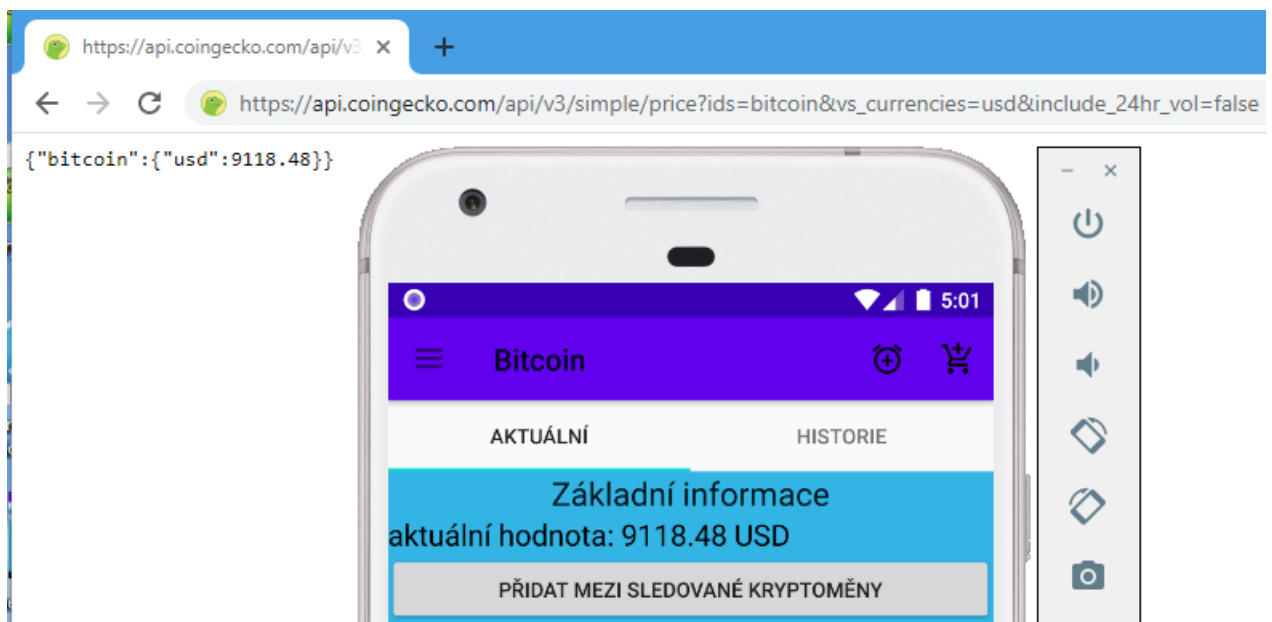 https://api.coingecko.com/api/v3
https://api.coingecko.com/api/v3/simple/price?ids=bitcoin&vs_currencies=usd&include_24hr_vol=false
{"bitcoin":{"usd":9118.48}}
5:01
Bitcoin
AKTUÁLNÍ HISTORIE
Základní informace
aktuální hodnota: 9118.48 USD
PŘIDAT MEZI SLEDOVANÉ KRYPTOMĚNY